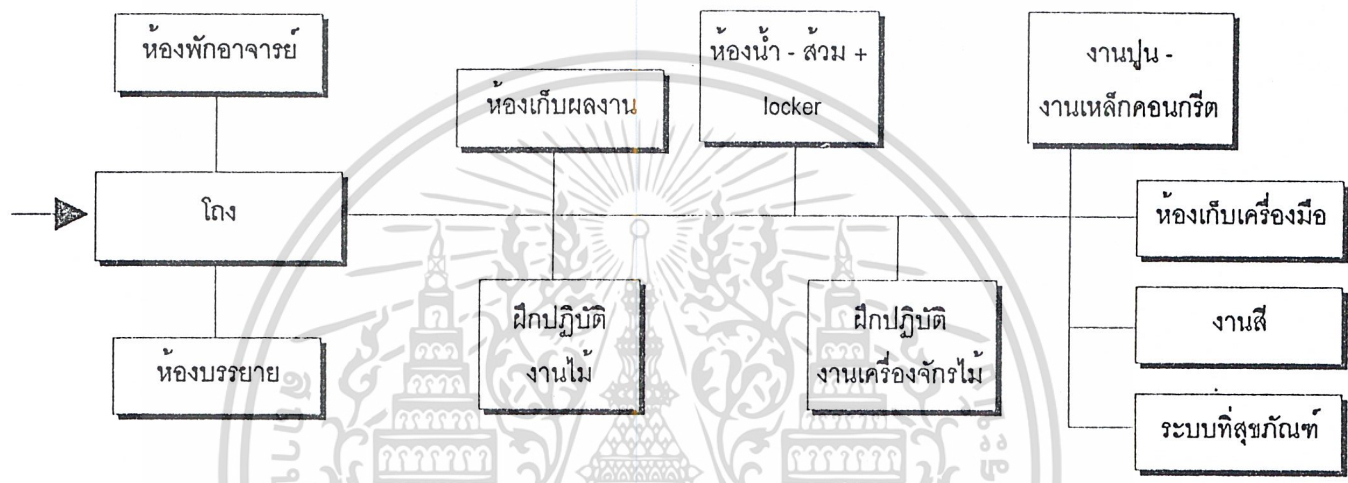 ห้องพักอาจารย์
ห้องเก็บผลงาน
ห้องน้ำ - ส้วม +
locker
งานปูน -
งานเหล็กคอนกรีต
โถง
ห้องเก็บเครื่องมือ
ฝึกปฏิบัติ
งานไม้
ฝึกปฏิบัติ
งานเครื่องจักรไม้
งานสี
ห้องบรรยาย
ระบบที่สุขภัณฑ์